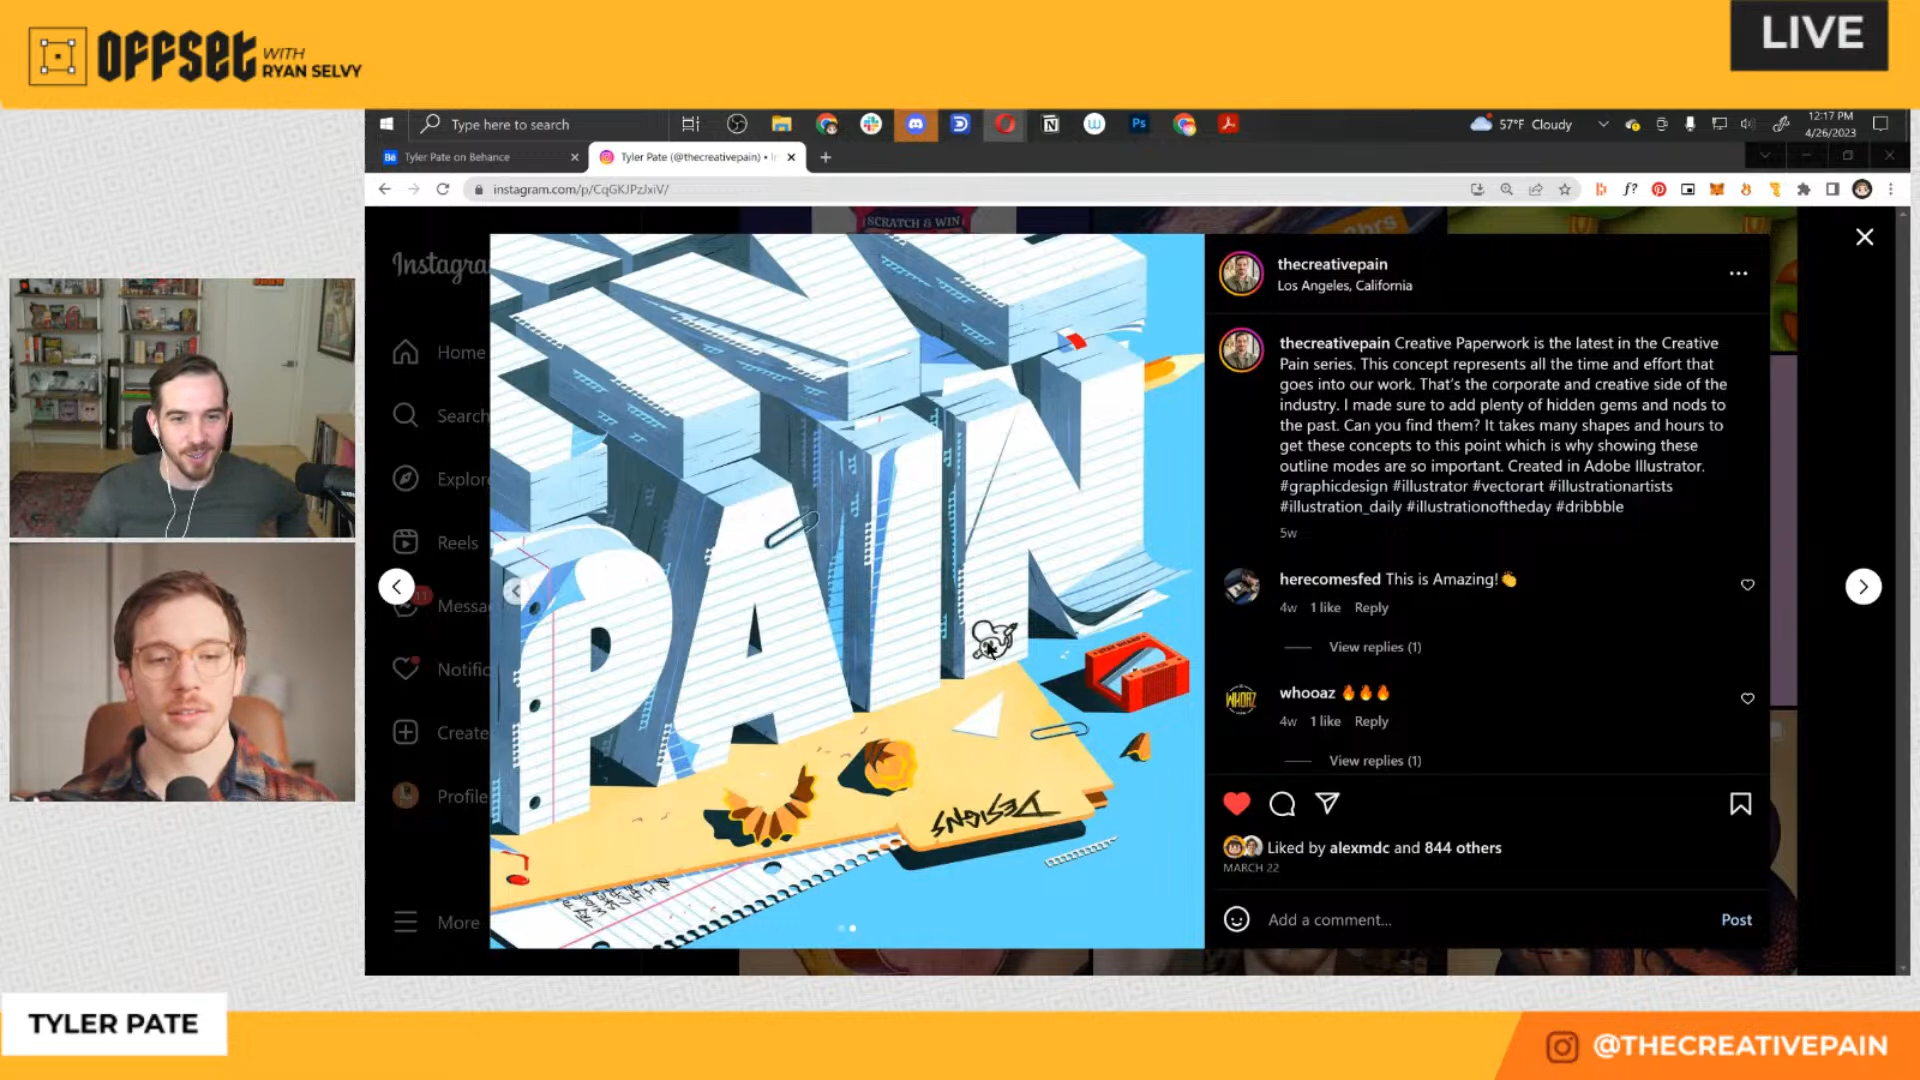 OFFSET WITH
RYAN SELVY
LIVE
Type here to search
Ps
57°F Cloudy
12:17 PM
4/26/2023
Bē Tyler Pate on Behance
Tyler Pate (@thecreativepain) • In
instagram.com/p/CqGKJPzJxiV/
f?
SCRATCH & WIN
hrs
Instagra
Home
Search
Explor
Reels
11
Messa
Notific
Create
Profile
More
PAIN
DESIGNS
thecreativepain
Los Angeles, California
thecreativepain Creative Paperwork is the latest in the Creative
Pain series. This concept represents all the time and effort that
goes into our work. That's the corporate and creative side of the
industry. I made sure to add plenty of hidden gems and nods to
the past. Can you find them? It takes many shapes and hours to
get these concepts to this point which is why showing these
outline modes are so important. Created in Adobe Illustrator.
#graphicdesign #illustrator #vectorart #illustrationartists
#illustration_daily #illustrationoftheday #dribbble
5w
herecomesfed This is Amazing!👏
4w 1 like Reply
View replies (1)
whooaz 🔥🔥🔥
4w 1 like Reply
View replies (1)
Liked by alexmdc and 844 others
MARCH 22
Add a comment...
Post
TYLER PATE
@THECREATIVEPAIN